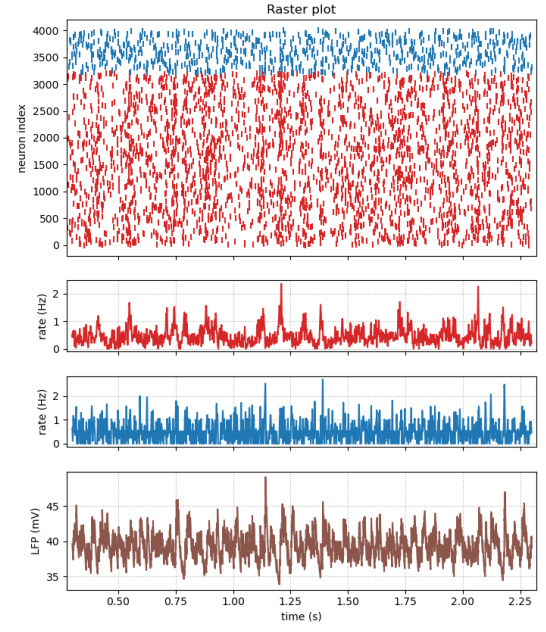 Raster plot
4000
3500
3000
2500
2000
1500
1000
500
0
neuron index
2
1
0
rate (Hz)
2
1
0
rate (Hz)
45
40
35
LFP (mV)
0.50 0.75 1.00 1.25 1.50 1.75 2.00 2.25
time (s)